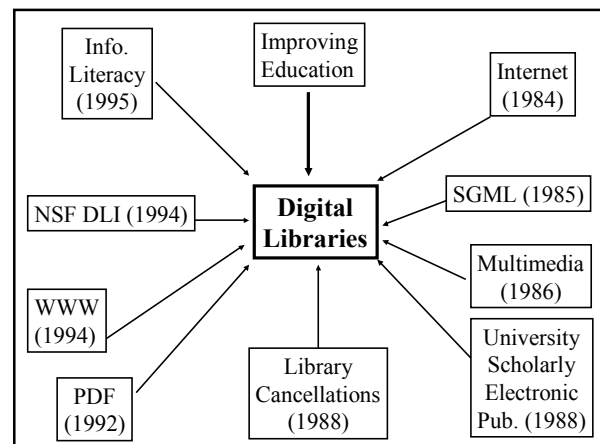 Info.
Literacy
(1995)
Improving
Education
Internet
(1984)
NSF DLI (1994)
Digital
Libraries
SGML (1985)
Multimedia
(1986)
WWW
(1994)
PDF
(1992)
Library
Cancellations
(1988)
University
Scholarly
Electronic
Pub. (1988)